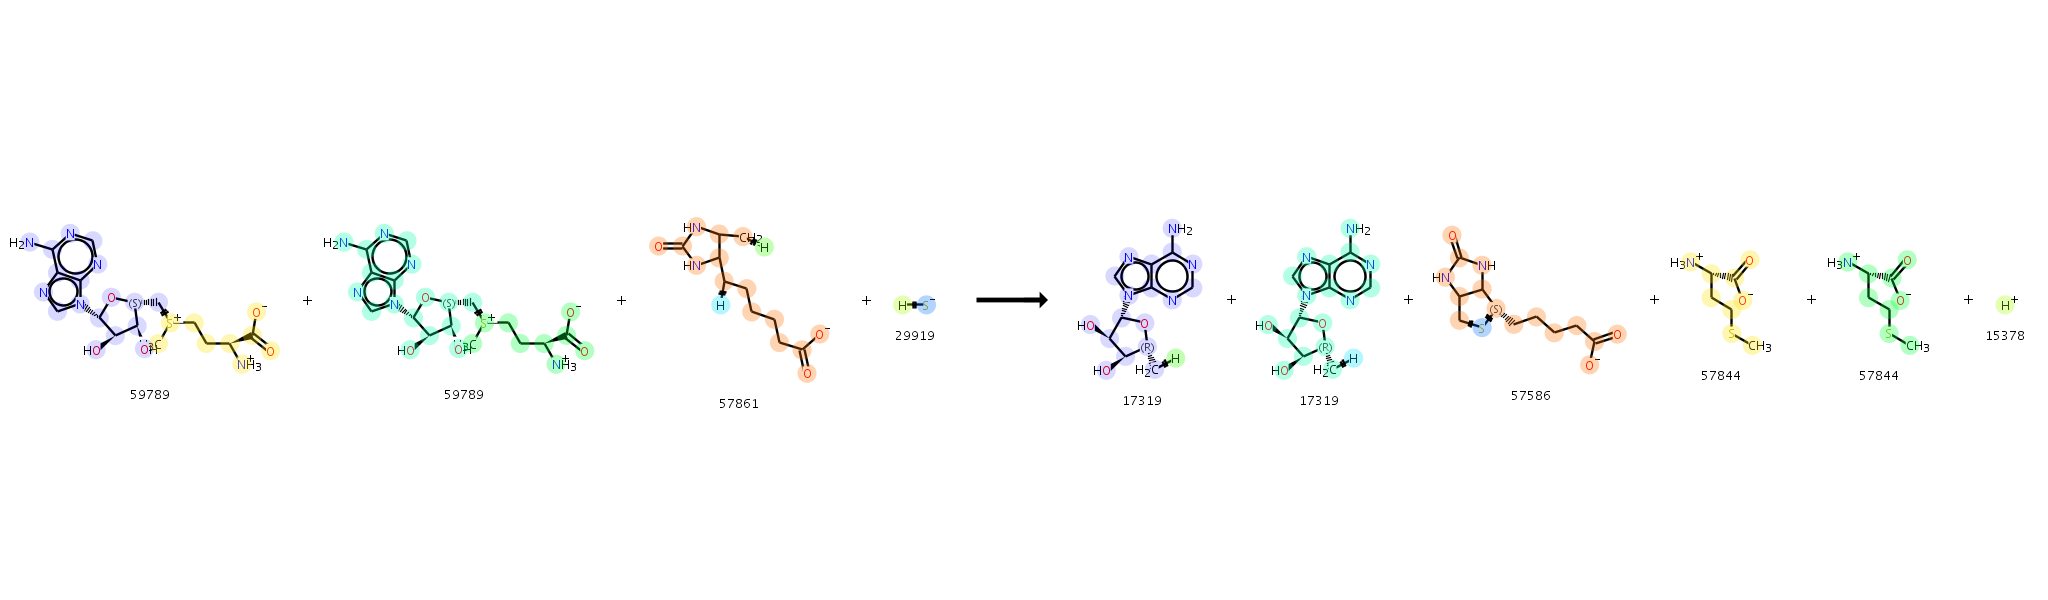 H₂N N N N N O (S) S⁺ H₃C HO OH O⁻ O NH₃⁺
59789
+
H₂N N N N N O (S) S⁺ H₃C HO OH O⁻ O NH₃⁺
59789
+
HN O HN CH₂ H H O⁻ O
57861
+
H S⁻
29919
NH₂ N N N N HO O (R) HO H₂C H
17319
+
NH₂ N N N N HO O (R) HO H₂C H
17319
+
O HN NH S (S) O O⁻
57586
+
H₃N⁺ O O⁻ S CH₃
57844
+
H₃N⁺ O O⁻ S CH₃
57844
+
H⁺
15378